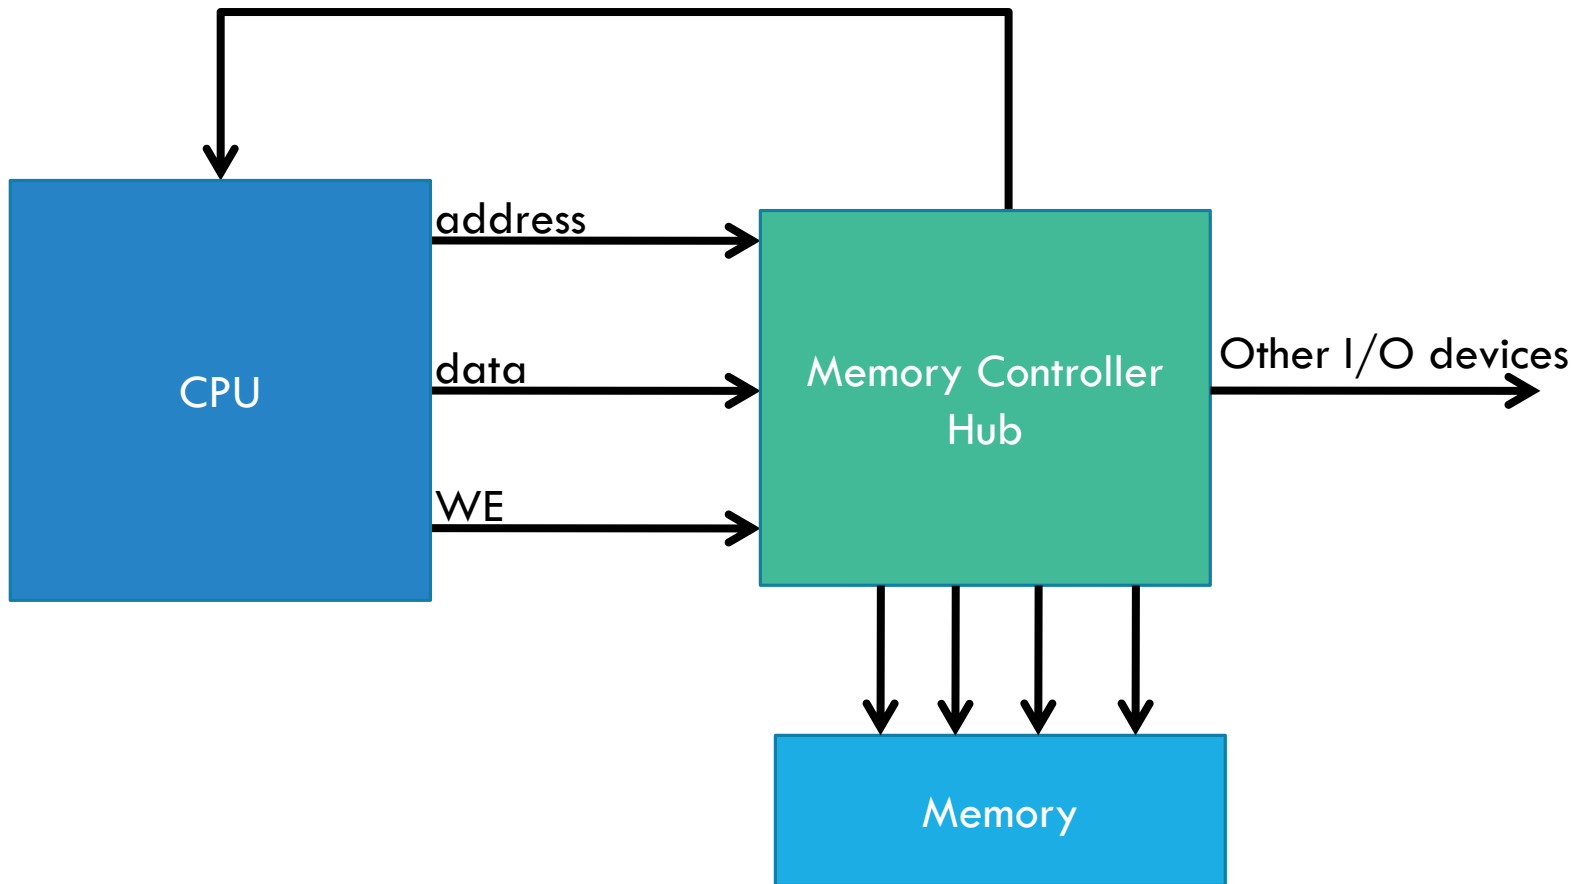 address
data
CPU
WE
Memory Controller
Hub
Other I/O devices
Memory